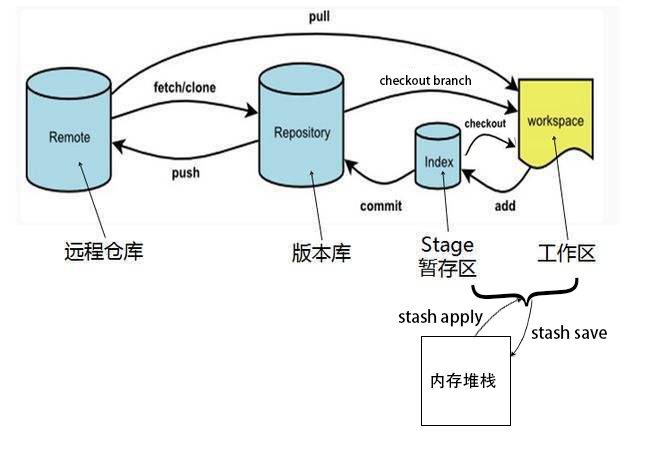 pull
fetch/clone
checkout branch
checkout
Remote
Repository
Index
workspace
push
commit
add
远程仓库
版本库
Stage
暂存区
工作区
stash apply
stash save
内存堆栈